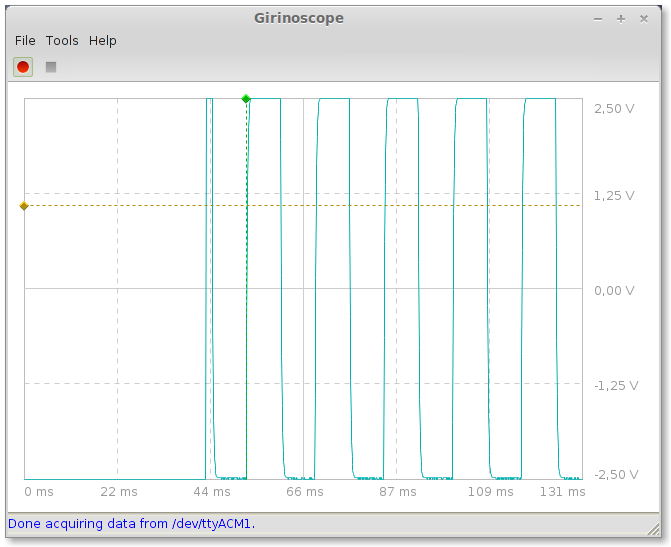 Girinoscope
File Tools Help
2,50 V
1,25 V
0,00 V
-1,25 V
-2,50 V
0 ms 22 ms 44 ms 66 ms 87 ms 109 ms 131 ms
Done acquiring data from /dev/ttyACM1.